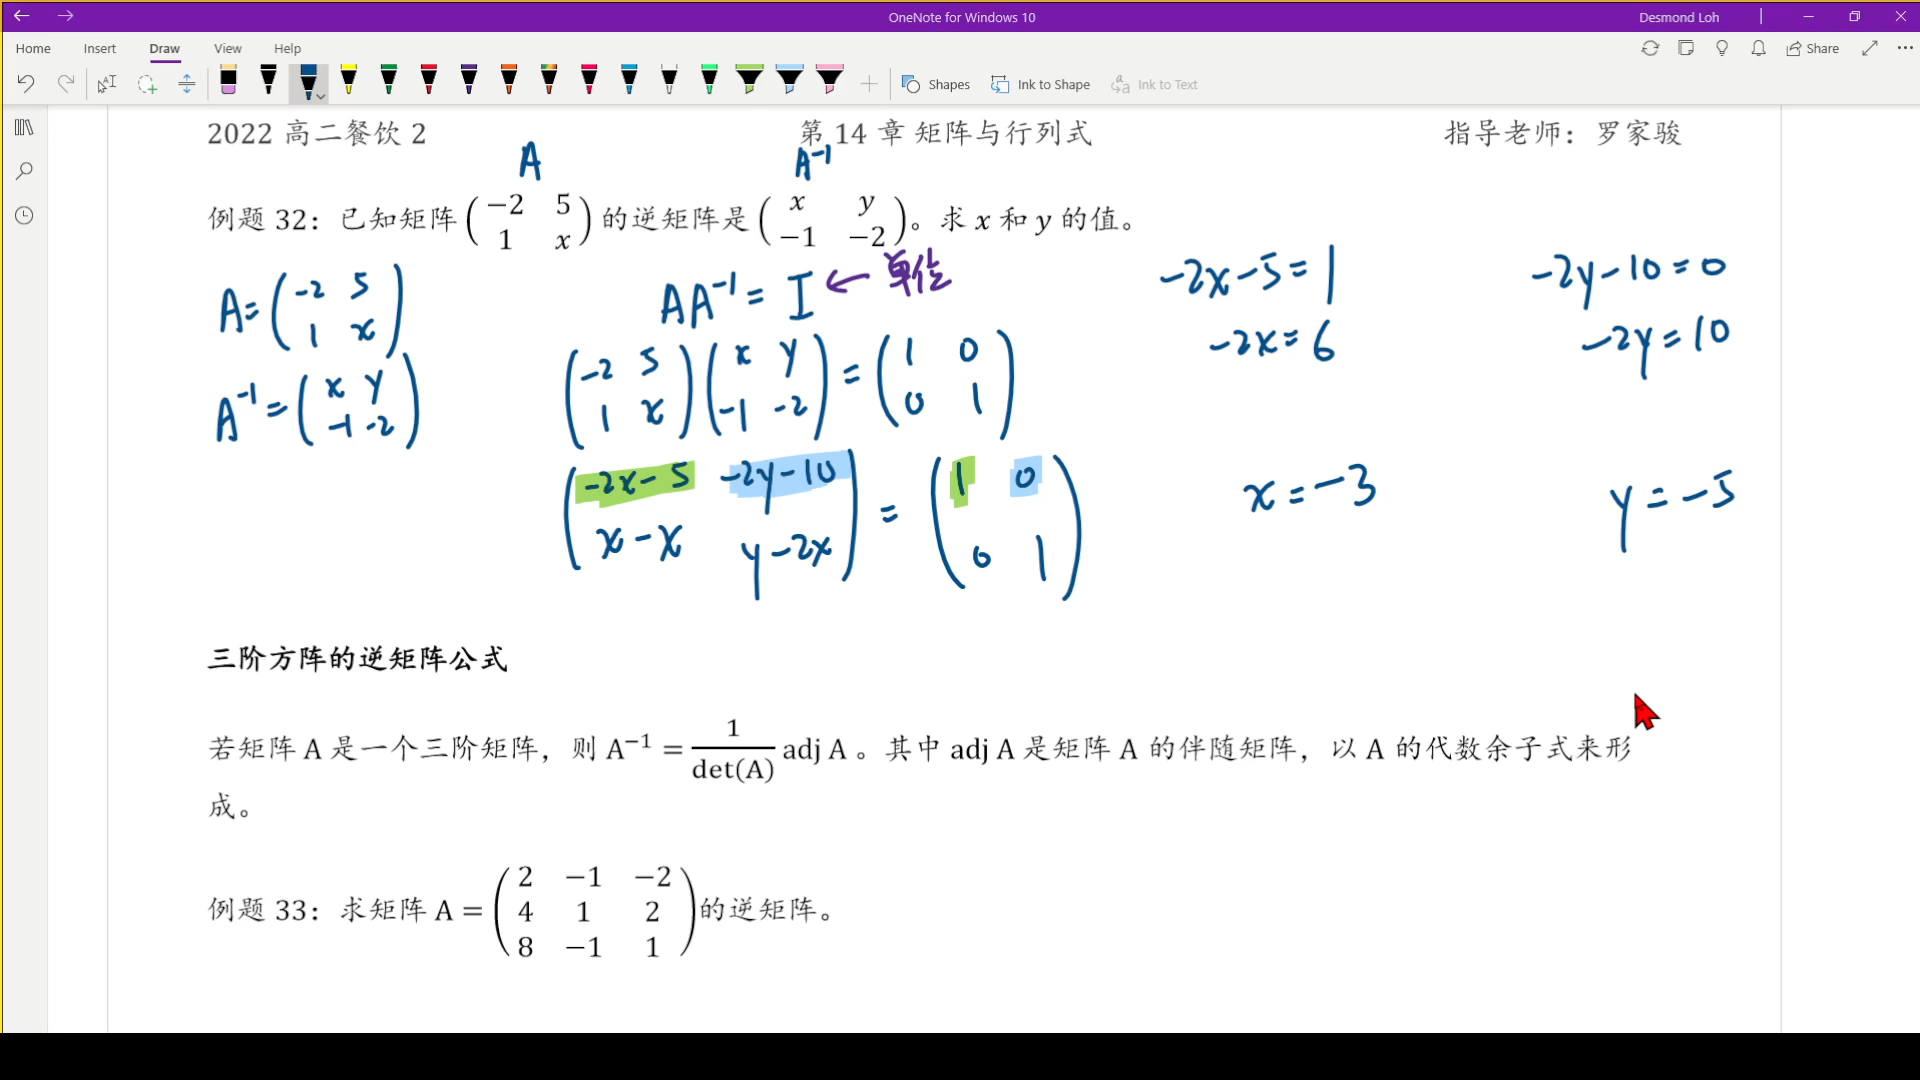 OneNote for Windows 10
Desmond Loh
Home Insert Draw View Help
Share
Shapes Ink to Shape Ink to Text
2022 高二餐饮 2 第 14 章 矩阵与行列式 指导老师：罗家骏
A A⁻¹
例题 32：已知矩阵 (−2 5; 1 x) 的逆矩阵是 (x y; −1 −2)。求 x 和 y 的值。
A = (-2 5; 1 x)
A⁻¹ = (x y; -1 -2)
AA⁻¹ = I ← 单位
(-2 5; 1 x)(x y; -1 -2) = (1 0; 0 1)
(-2x-5 -2y-10; x-x y-2x) = (1 0; 0 1)
-2x-5=1
-2x=6
x=-3
-2y-10=0
-2y=10
y=-5
三阶方阵的逆矩阵公式
若矩阵 A 是一个三阶矩阵，则 A⁻¹ = 1/det(A) adj A 。其中 adj A 是矩阵 A 的伴随矩阵，以 A 的代数余子式来形
成。
例题 33：求矩阵 A = (2 −1 −2; 4 1 2; 8 −1 1) 的逆矩阵。